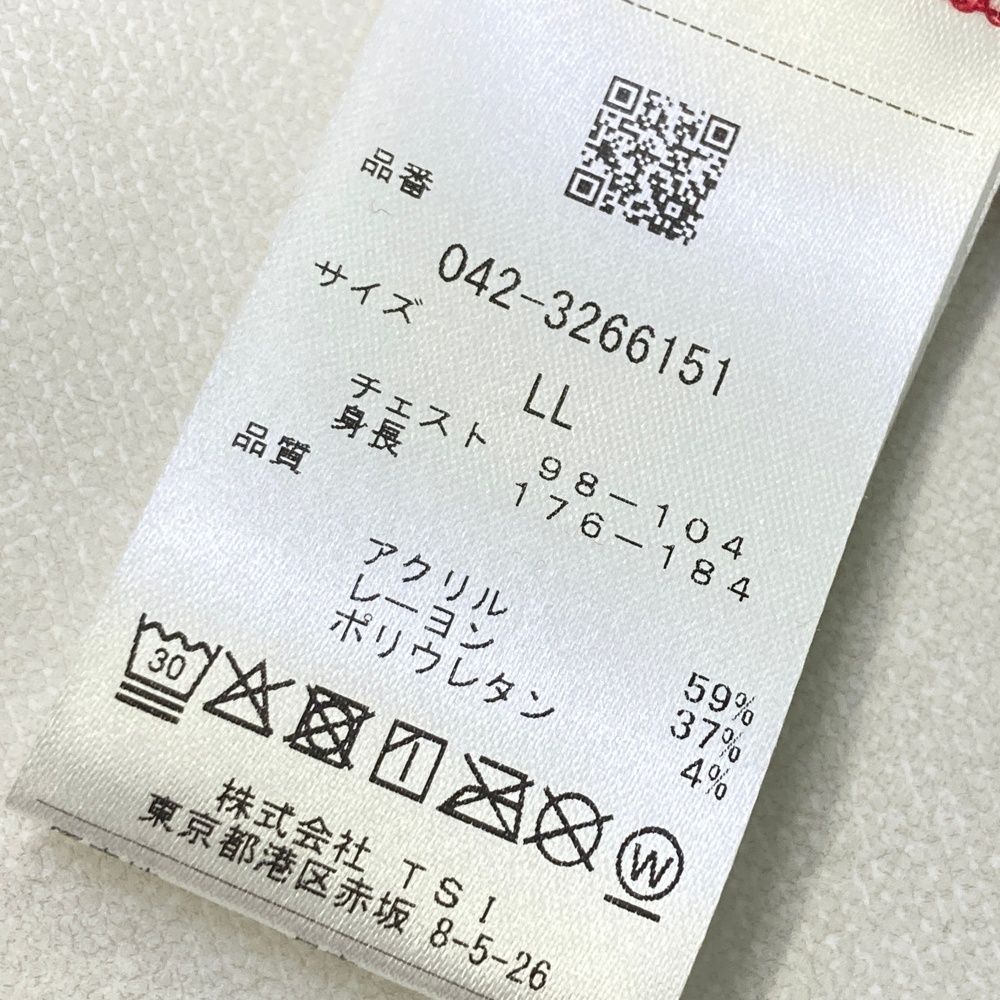 品番
042-3266151
サイズ
LL
チェスト 98-104
身長 176-184
品質
アクリル 59%
レーヨン 37%
ポリウレタン 4%
30
W
株式会社 TSI
東京都港区赤坂 8-5-26